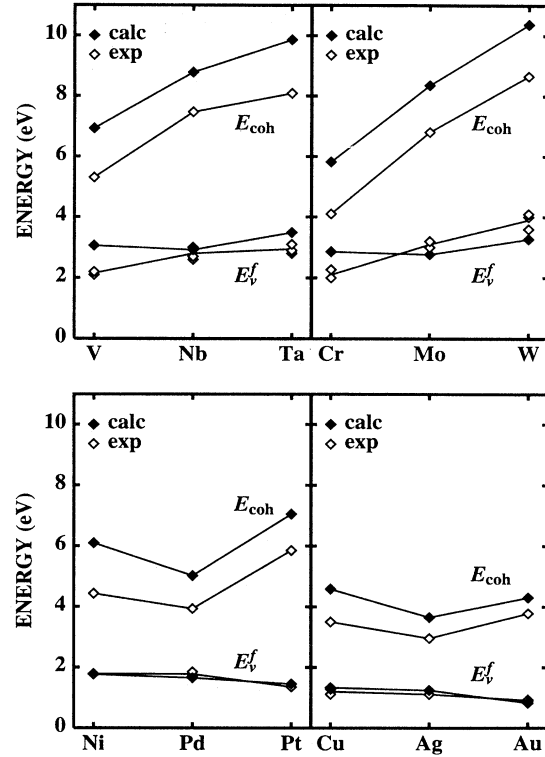 ENERGY (eV)
10
8
6
4
2
0
calc
exp
E_coh
E_v^f
V Nb Ta
calc
exp
E_coh
E_v^f
Cr Mo W
ENERGY (eV)
10
8
6
4
2
0
calc
exp
E_coh
E_v^f
Ni Pd Pt
calc
exp
E_coh
E_v^f
Cu Ag Au